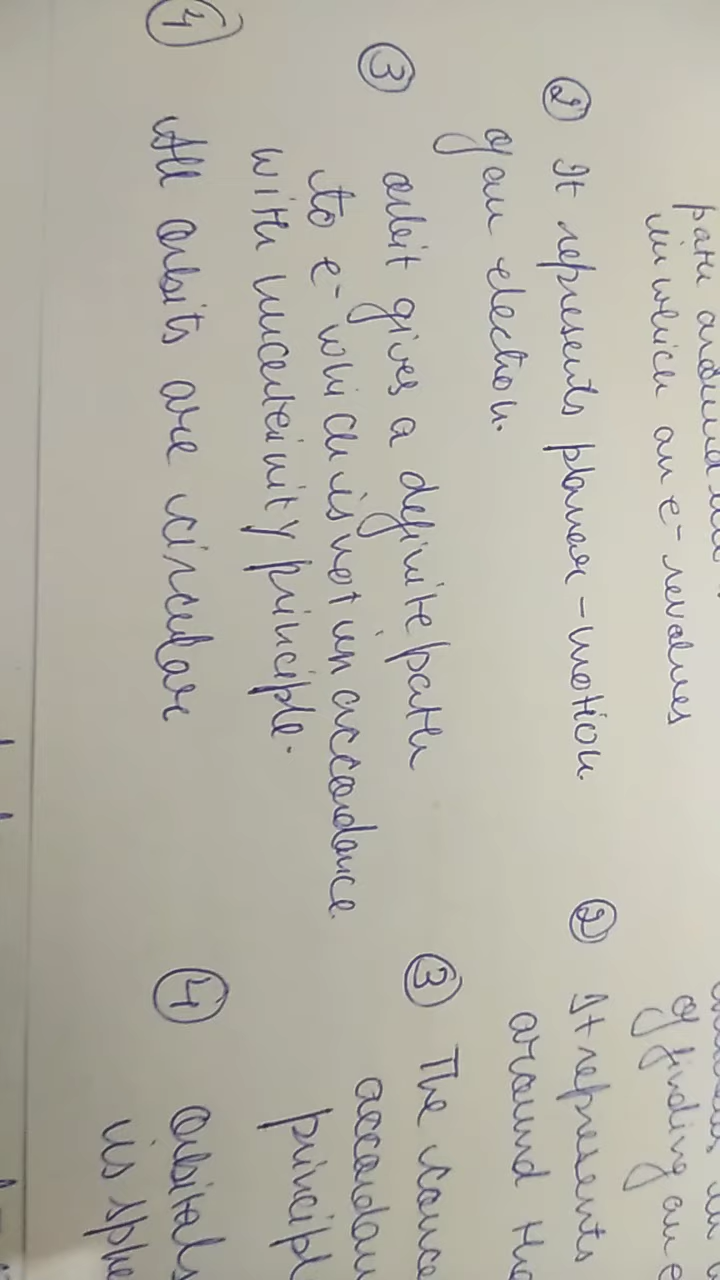 path around
in which an e- revolves
② It represents planar-motion
of an electron.
③ orbit gives a definite path
to e- which is not in accordance
with uncertainity principle.
④ All orbits are circular
of finding an e
② It represents
around the
③ The conce
accordan
principl
④ orbitals
is sphe